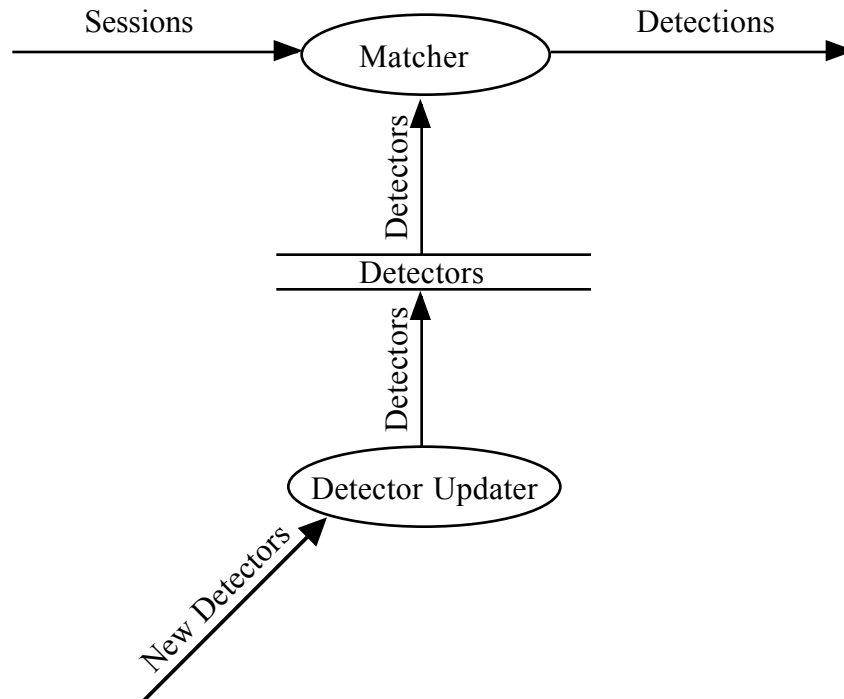 Sessions
Detections
Matcher
Detectors
Detectors
Detectors
Detector Updater
New Detectors